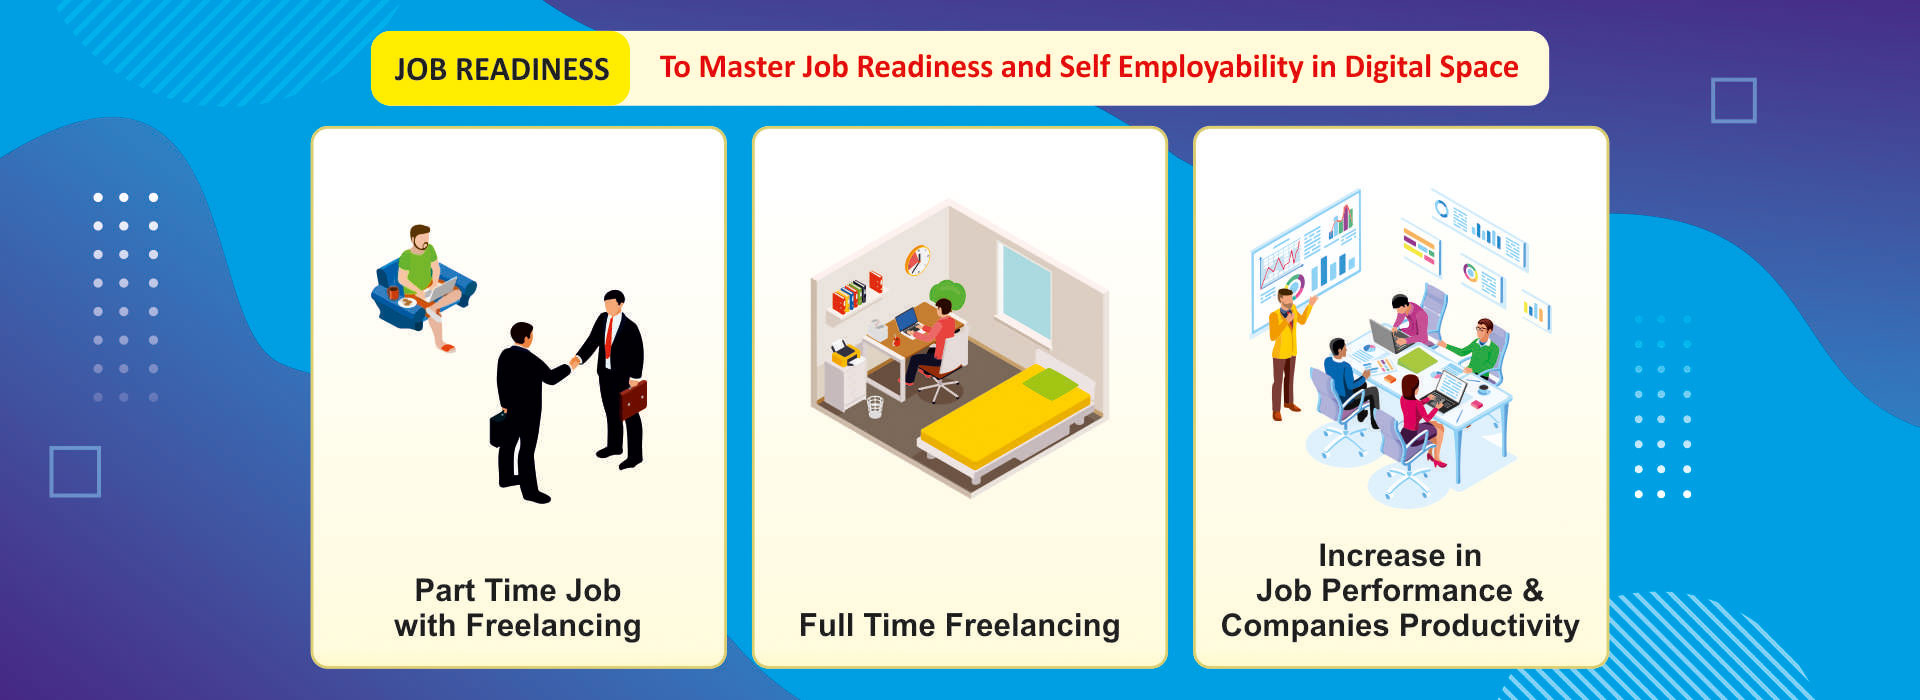 JOB READINESS
To Master Job Readiness and Self Employability in Digital Space
Part Time Job
with Freelancing
Full Time Freelancing
Increase in
Job Performance &
Companies Productivity